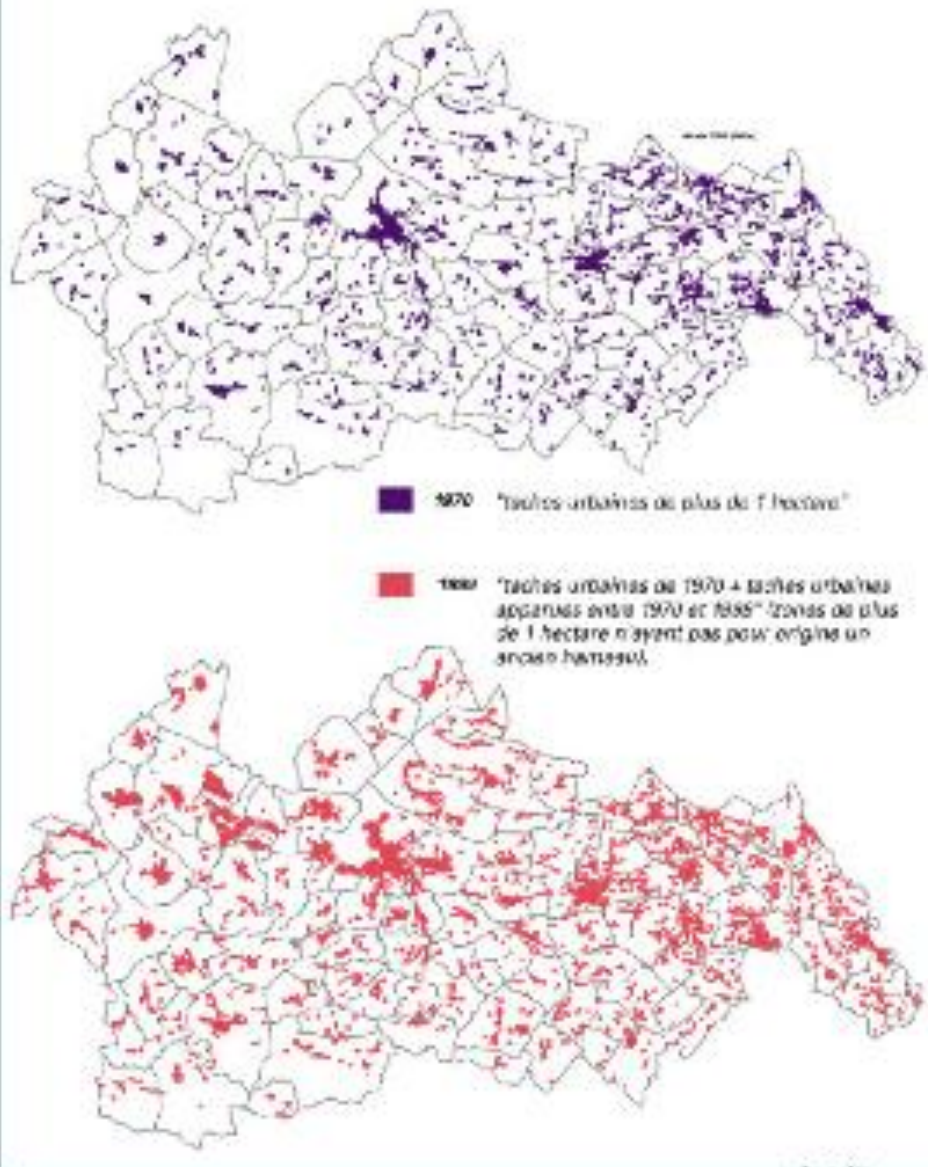 1970 "taches urbaines de plus de 1 hectare"
"taches urbaines de 1970 + taches urbaines
apparues entre 1970 et 1999" (zones de plus
de 1 hectare n'ayant pas pour origine un
ancien hameau).